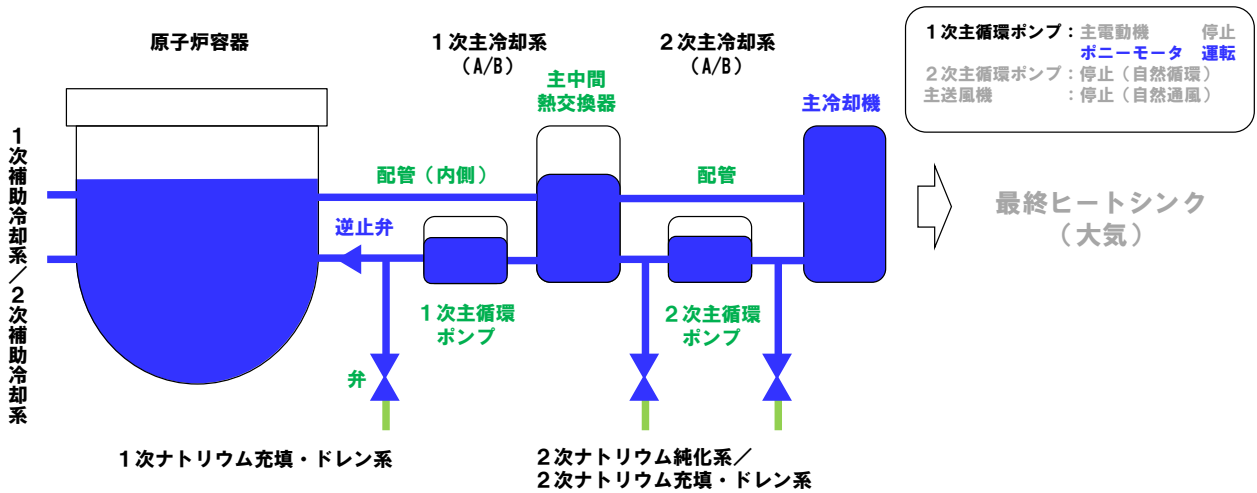 原子炉容器
1次主冷却系
(A/B)
2次主冷却系
(A/B)
1次主循環ポンプ:主電動機 停止
ポニーモータ 運転
2次主循環ポンプ:停止(自然循環)
主送風機 :停止(自然通風)
主中間
熱交換器
主冷却機
1次補助冷却系/2次補助冷却系
配管(内側)
配管
逆止弁
最終ヒートシンク
(大気)
1次主循環
ポンプ
2次主循環
ポンプ
弁
1次ナトリウム充填・ドレン系
2次ナトリウム純化系/
2次ナトリウム充填・ドレン系